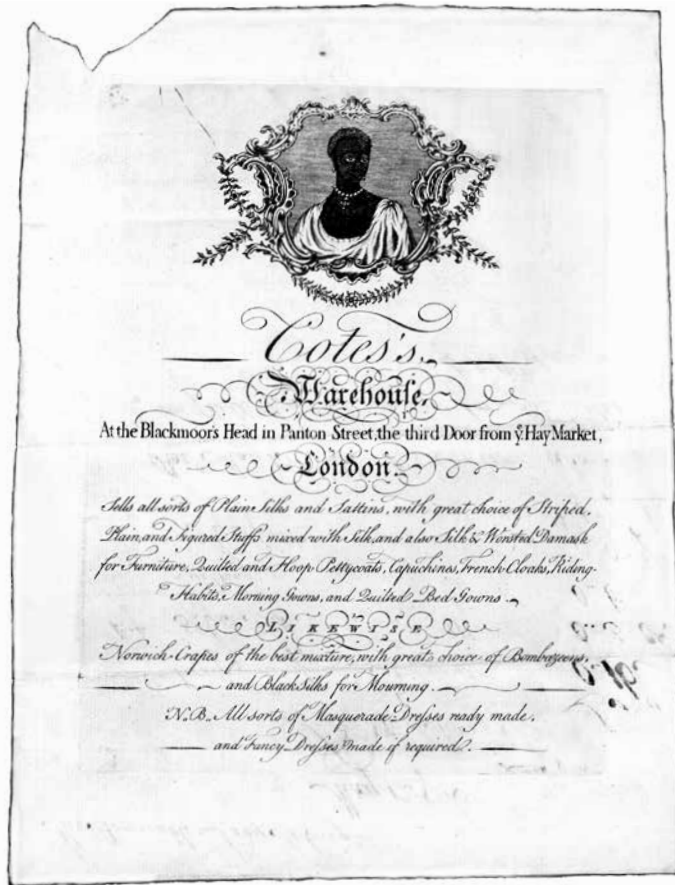 Cotes's.
Warehouse,
At the Blackmoor's Head in Panton Street, the third Door from yͤ Hay Market,
London.
Sells all sorts of Plain Silks and Sattins, with great choice of Striped,
Plain, and Figured Stuffs mixed with Silk, and also Silk & Worsted Damask
for Furniture, Quilted and Hoop Pettycoats, Capuchines, French Cloaks, Riding-
Habits, Morning Gowns, and Quilted Bed Gowns.
LIKEWISE
Norwich Crapes of the best mixture, with great choice of Bombazeens,
and Black Silks for Mourning.
N.B. All sorts of Masquerade Dreſses ready made.
and Fancy Dreſses made if required.